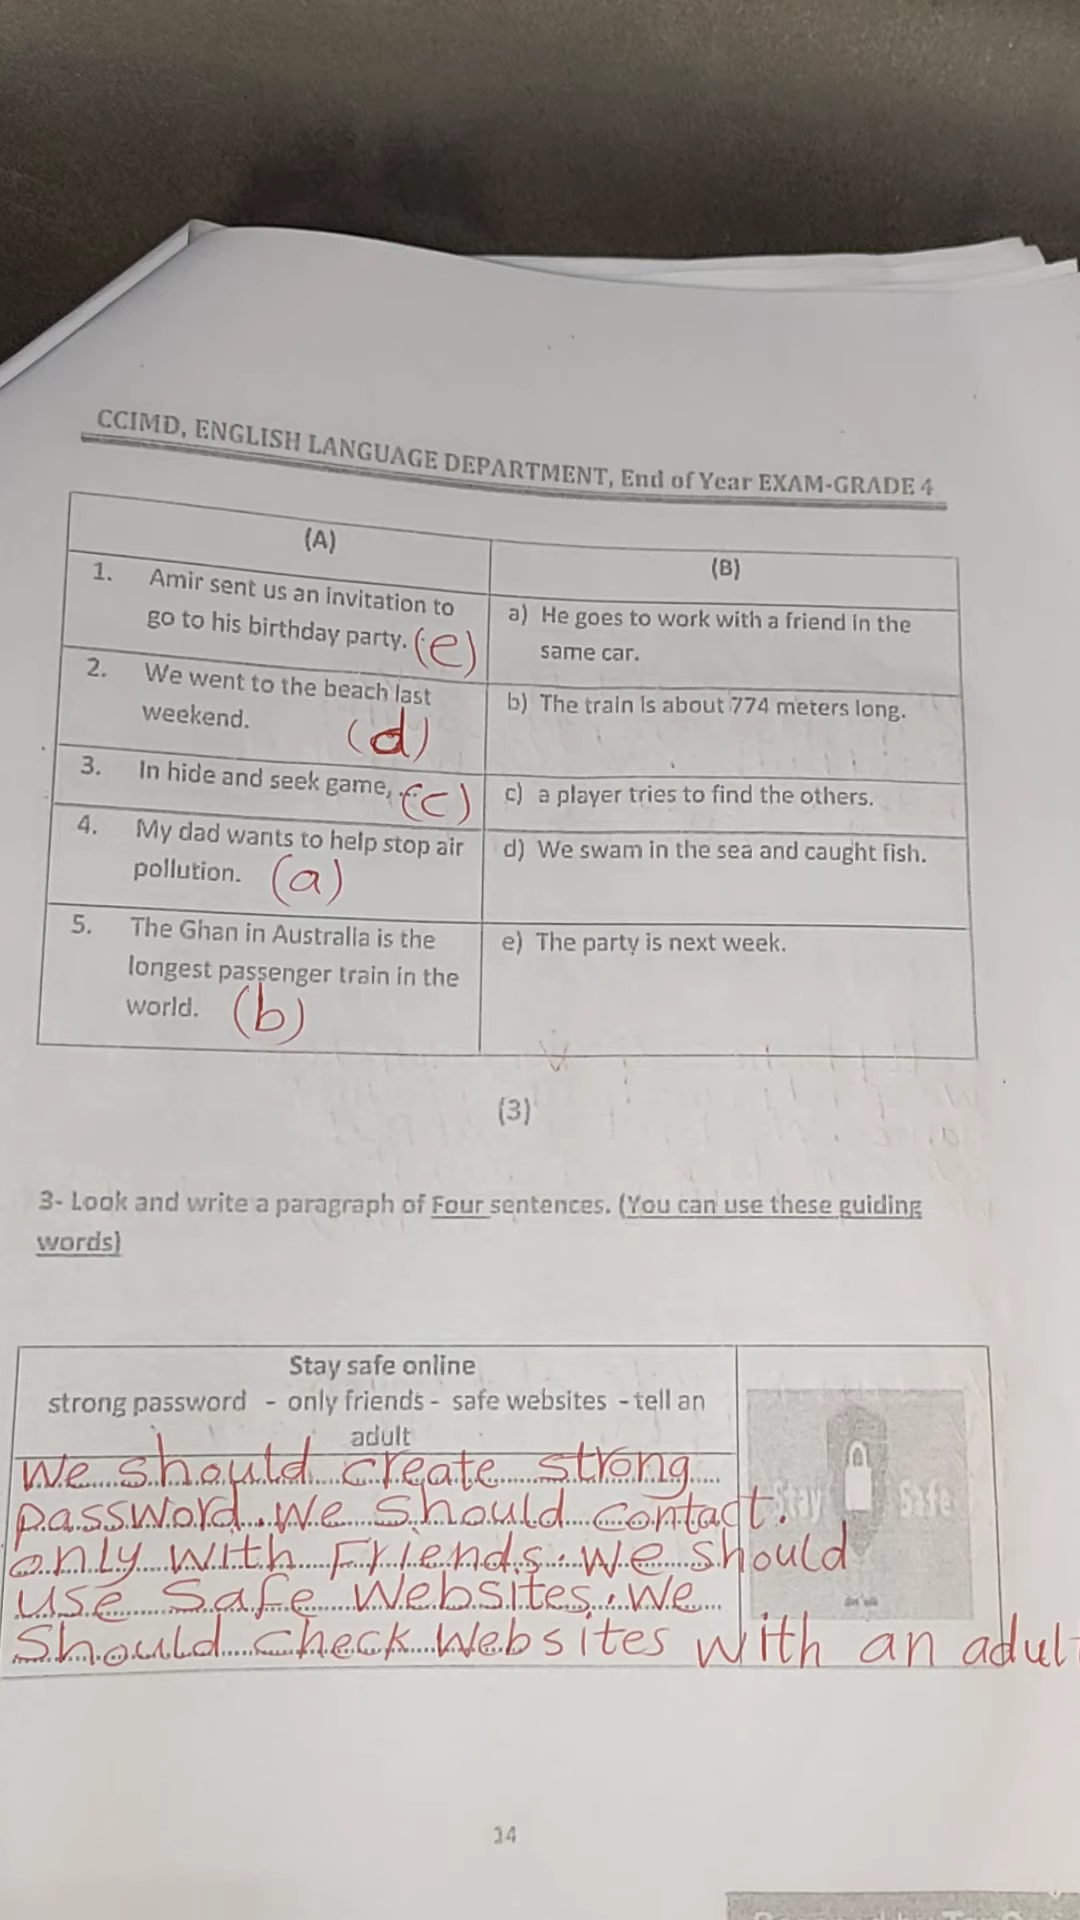 CCIMD, ENGLISH LANGUAGE DEPARTMENT, End of Year EXAM-GRADE 4
(A)
(B)
1. Amir sent us an invitation to
go to his birthday party. (e)
a) He goes to work with a friend in the
same car.
2. We went to the beach last
weekend. (d)
b) The train is about 774 meters long.
3. In hide and seek game, ... (c)
c) a player tries to find the others.
4. My dad wants to help stop air
pollution. (a)
d) We swam in the sea and caught fish.
5. The Ghan in Australia is the
longest passenger train in the
world. (b)
e) The party is next week.
(3)
3- Look and write a paragraph of Four sentences. (You can use these guiding
words)
Stay safe online
strong password - only friends - safe websites - tell an
adult
Stay Safe
We should create strong
password. We should contact
only with Friends. We should
use safe websites. We
should check websites with an adult
14